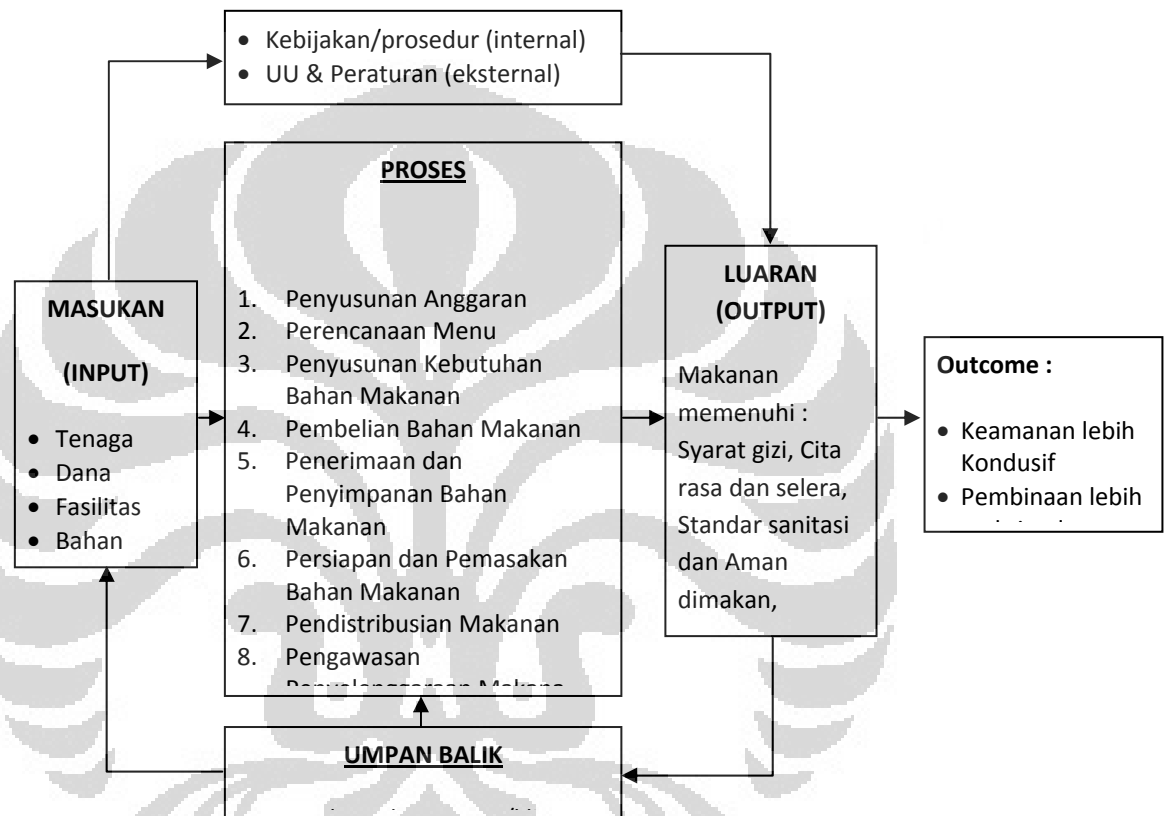 • Kebijakan/prosedur (internal)
• UU & Peraturan (eksternal)
MASUKAN
(INPUT)
• Tenaga
• Dana
• Fasilitas
• Bahan
PROSES
1. Penyusunan Anggaran
2. Perencanaan Menu
3. Penyusunan Kebutuhan
Bahan Makanan
4. Pembelian Bahan Makanan
5. Penerimaan dan
Penyimpanan Bahan
Makanan
6. Persiapan dan Pemasakan
Bahan Makanan
7. Pendistribusian Makanan
8. Pengawasan
LUARAN
(OUTPUT)
Makanan
memenuhi :
Syarat gizi, Cita
rasa dan selera,
Standar sanitasi
dan Aman
dimakan,
Outcome :
• Keamanan lebih
Kondusif
• Pembinaan lebih
UMPAN BALIK